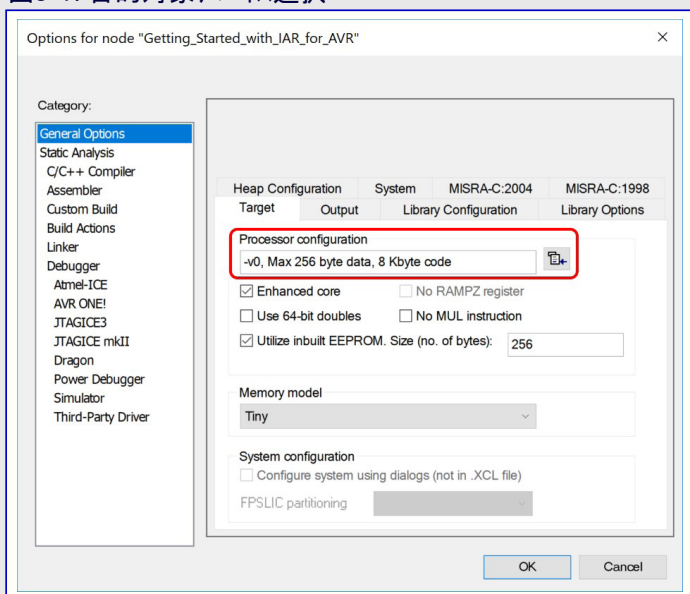 Options for node "Getting_Started_with_IAR_for_AVR"
Category:
General Options
Static Analysis
C/C++ Compiler
Assembler
Custom Build
Build Actions
Linker
Debugger
Atmel-ICE
AVR ONE!
JTAGICE3
JTAGICE mkII
Dragon
Power Debugger
Simulator
Third-Party Driver
Heap Configuration System MISRA-C:2004 MISRA-C:1998
Target Output Library Configuration Library Options
Processor configuration
-v0, Max 256 byte data, 8 Kbyte code
Enhanced core No RAMPZ register
Use 64-bit doubles No MUL instruction
Utilize inbuilt EEPROM. Size (no. of bytes): 256
Memory model
Tiny
System configuration
Configure system using dialogs (not in .XCL file)
FPSLIC partitioning
OK Cancel